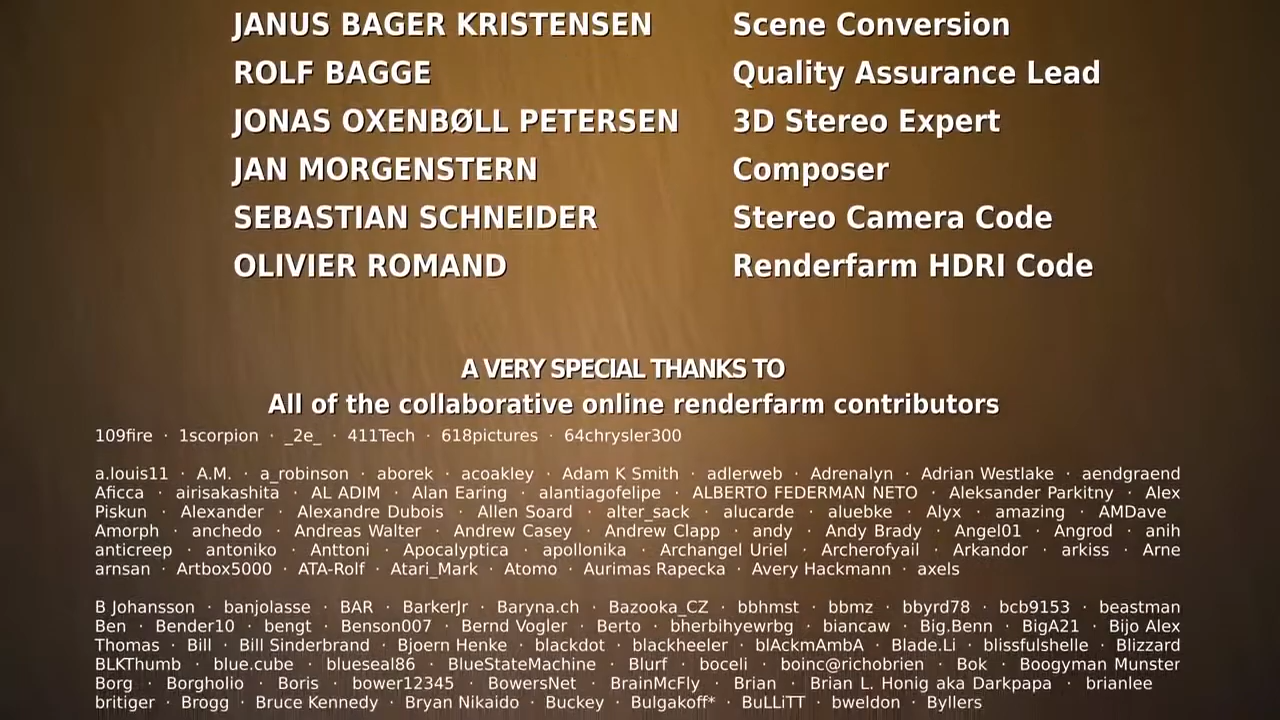 JANUS BAGER KRISTENSEN Scene Conversion
ROLF BAGGE Quality Assurance Lead
JONAS OXENBØLL PETERSEN 3D Stereo Expert
JAN MORGENSTERN Composer
SEBASTIAN SCHNEIDER Stereo Camera Code
OLIVIER ROMAND Renderfarm HDRI Code
A VERY SPECIAL THANKS TO
All of the collaborative online renderfarm contributors
109fire · 1scorpion · _2e_ · 411Tech · 618pictures · 64chrysler300
a.louis11 · A.M. · a_robinson · aborek · acoakley · Adam K Smith · adlerweb · Adrenalyn · Adrian Westlake · aendgraend
Aficca · airisakashita · AL ADIM · Alan Earing · alantiagofelipe · ALBERTO FEDERMAN NETO · Aleksander Parkitny · Alex
Piskun · Alexander · Alexandre Dubois · Allen Soard · alter_sack · alucarde · aluebke · Alyx · amazing · AMDave
Amorph · anchedo · Andreas Walter · Andrew Casey · Andrew Clapp · andy · Andy Brady · Angel01 · Angrod · anih
anticreep · antoniko · Anttoni · Apocalyptica · apollonika · Archangel Uriel · Archerofyail · Arkandor · arkiss · Arne
arnsan · Artbox5000 · ATA-Rolf · Atari_Mark · Atomo · Aurimas Rapecka · Avery Hackmann · axels
B Johansson · banjolasse · BAR · BarkerJr · Baryna.ch · Bazooka_CZ · bbhmst · bbmz · bbyrd78 · bcb9153 · beastman
Ben · Bender10 · bengt · Benson007 · Bernd Vogler · Berto · bherbihyewrbg · biancaw · Big.Benn · BigA21 · Bijo Alex
Thomas · Bill · Bill Sinderbrand · Bjoern Henke · blackdot · blackheeler · blAckmAmbA · Blade.Li · blissfulshelle · Blizzard
BLKThumb · blue.cube · blueseal86 · BlueStateMachine · Blurf · boceli · boinc@richobrien · Bok · Boogyman Munster
Borg · Borgholio · Boris · bower12345 · BowersNet · BrainMcFly · Brian · Brian L. Honig aka Darkpapa · brianlee
britiger · Brogg · Bruce Kennedy · Bryan Nikaido · Buckey · Bulgakoff* · BuLLiTT · bweldon · Byllers